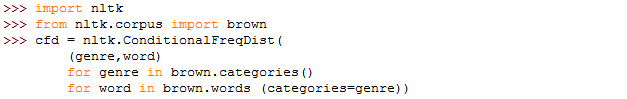 >>> import nltk
>>> from nltk.corpus import brown
>>> cfd = nltk.ConditionalFreqDist(
        (genre,word)
        for genre in brown.categories()
        for word in brown.words (categories=genre))